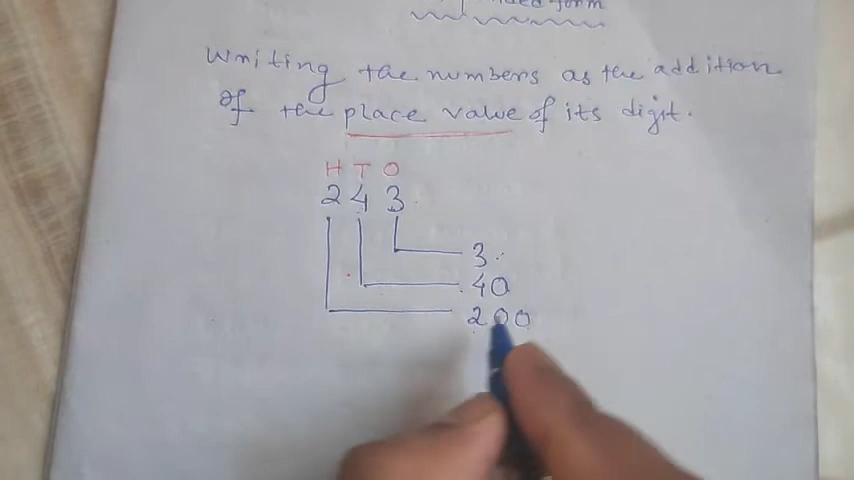 form
Writing the numbers as the addition
of the place value of its digit.
H T O
2 4 3
3
40
200